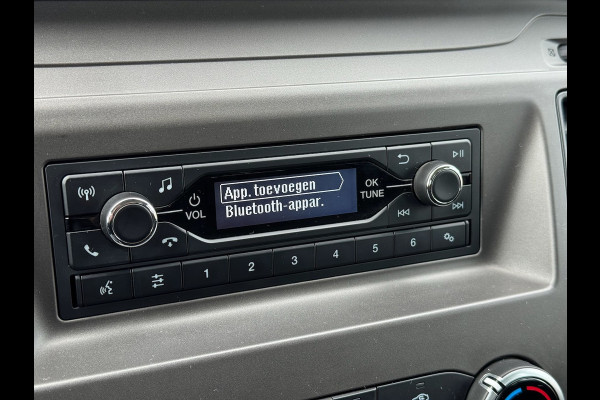 App. toevoegen
Bluetooth-appar.
VOL
OK
TUNE
1 2 3 4 5 6